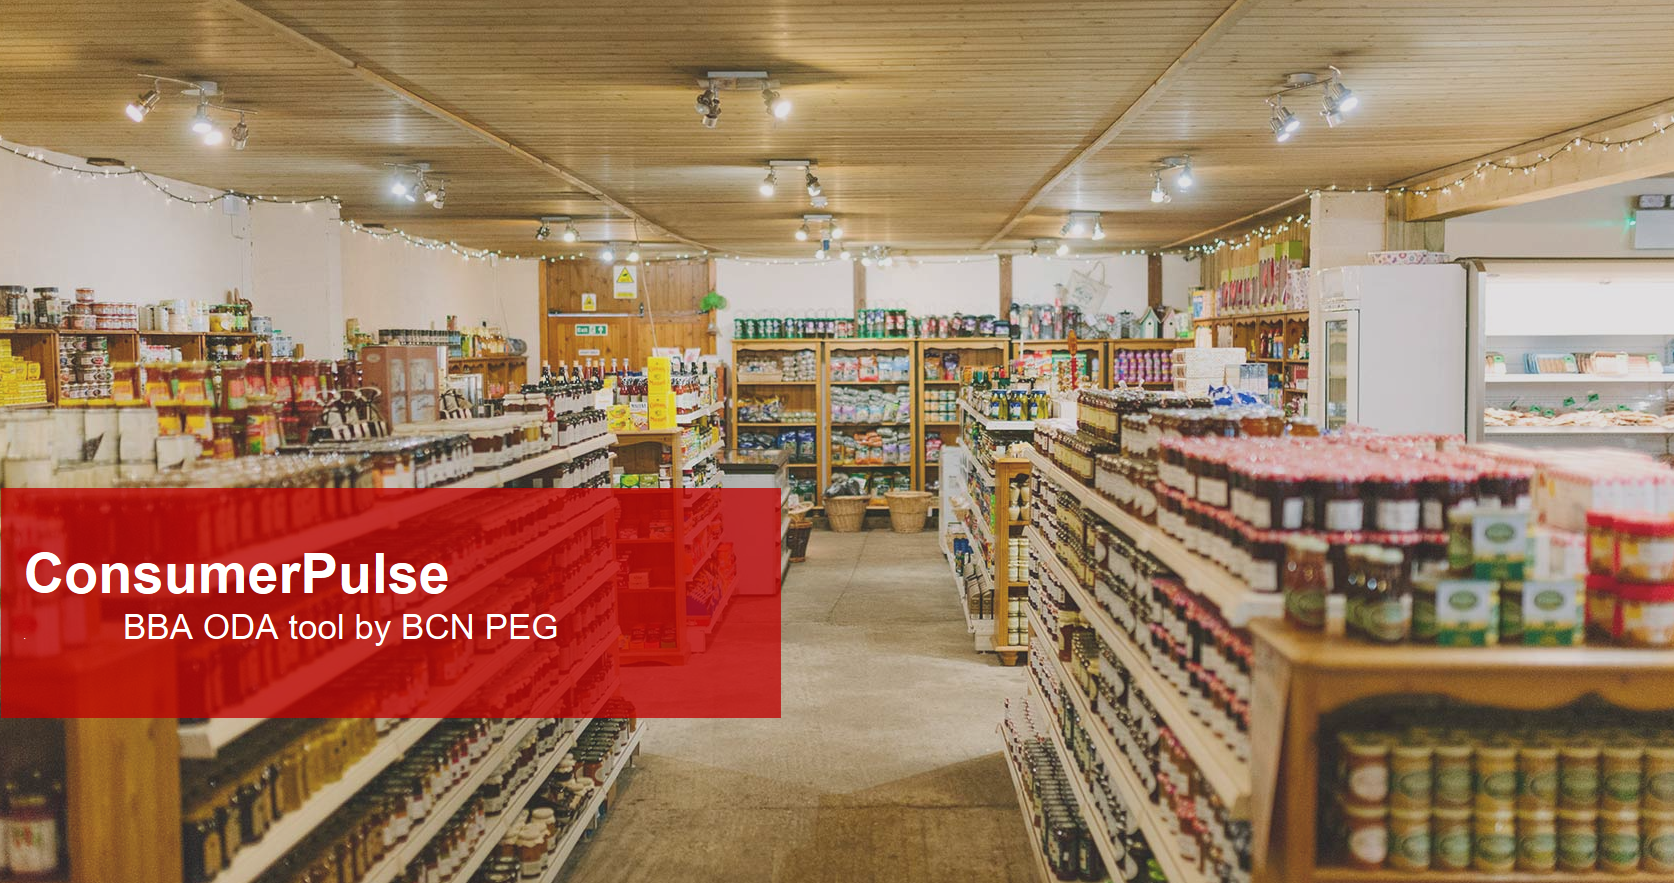 ConsumerPulse
BBA ODA tool by BCN PEG